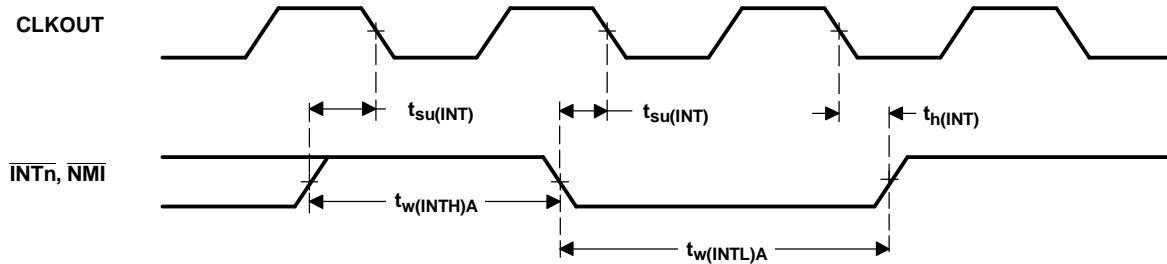 CLKOUT
tsu(INT)
tsu(INT)
th(INT)
INTn, NMI
tw(INTH)A
tw(INTL)A